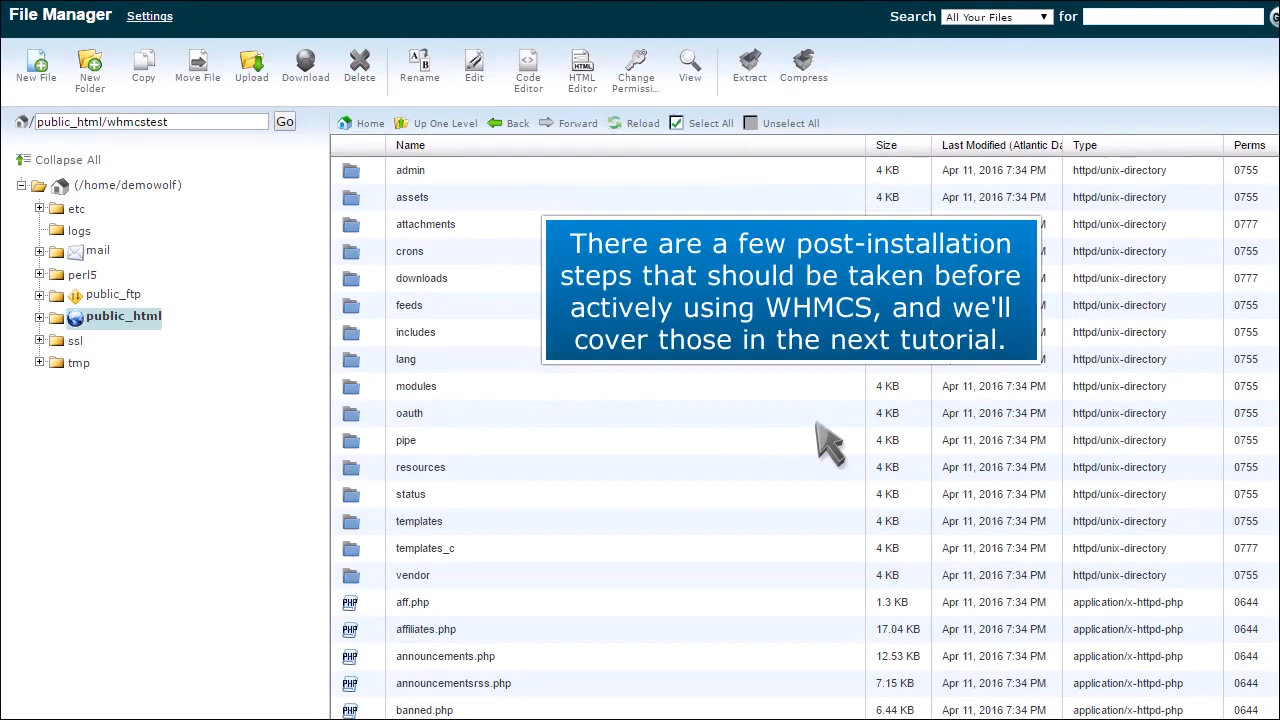 File Manager Settings Search All Your Files for
New File New Folder Copy Move File Upload Download Delete Rename Edit Code Editor HTML Editor Change Permissi... View Extract Compress
/ public_html/whmcstest Go
Home Up One Level Back Forward Reload Select All Unselect All
Collapse All
(/home/demowolf)
etc
logs
mail
perl5
public_ftp
public_html
ssl
tmp
Name Size Last Modified (Atlantic Da Type Perms
admin 4 KB Apr 11, 2016 7:34 PM httpd/unix-directory 0755
assets 4 KB Apr 11, 2016 7:34 PM httpd/unix-directory 0755
attachments PM httpd/unix-directory 0777
crons PM httpd/unix-directory 0755
downloads PM httpd/unix-directory 0777
feeds PM httpd/unix-directory 0755
includes PM httpd/unix-directory 0755
lang PM httpd/unix-directory 0755
There are a few post-installation
steps that should be taken before
actively using WHMCS, and we'll
cover those in the next tutorial.
modules 4 KB Apr 11, 2016 7:34 PM httpd/unix-directory 0755
oauth 4 KB Apr 11, 2016 7:34 PM httpd/unix-directory 0755
pipe 4 KB Apr 11, 2016 7:34 PM httpd/unix-directory 0755
resources 4 KB Apr 11, 2016 7:34 PM httpd/unix-directory 0755
status 4 KB Apr 11, 2016 7:34 PM httpd/unix-directory 0755
templates 4 KB Apr 11, 2016 7:34 PM httpd/unix-directory 0755
templates_c 4 KB Apr 11, 2016 7:34 PM httpd/unix-directory 0777
vendor 4 KB Apr 11, 2016 7:34 PM httpd/unix-directory 0755
PHP aff.php 1.3 KB Apr 11, 2016 7:34 PM application/x-httpd-php 0644
PHP affiliates.php 17.04 KB Apr 11, 2016 7:34 PM application/x-httpd-php 0644
PHP announcements.php 12.53 KB Apr 11, 2016 7:34 PM application/x-httpd-php 0644
PHP announcementsrss.php 7.15 KB Apr 11, 2016 7:34 PM application/x-httpd-php 0644
PHP banned.php 6.44 KB Apr 11, 2016 7:34 PM application/x-httpd-php 0644